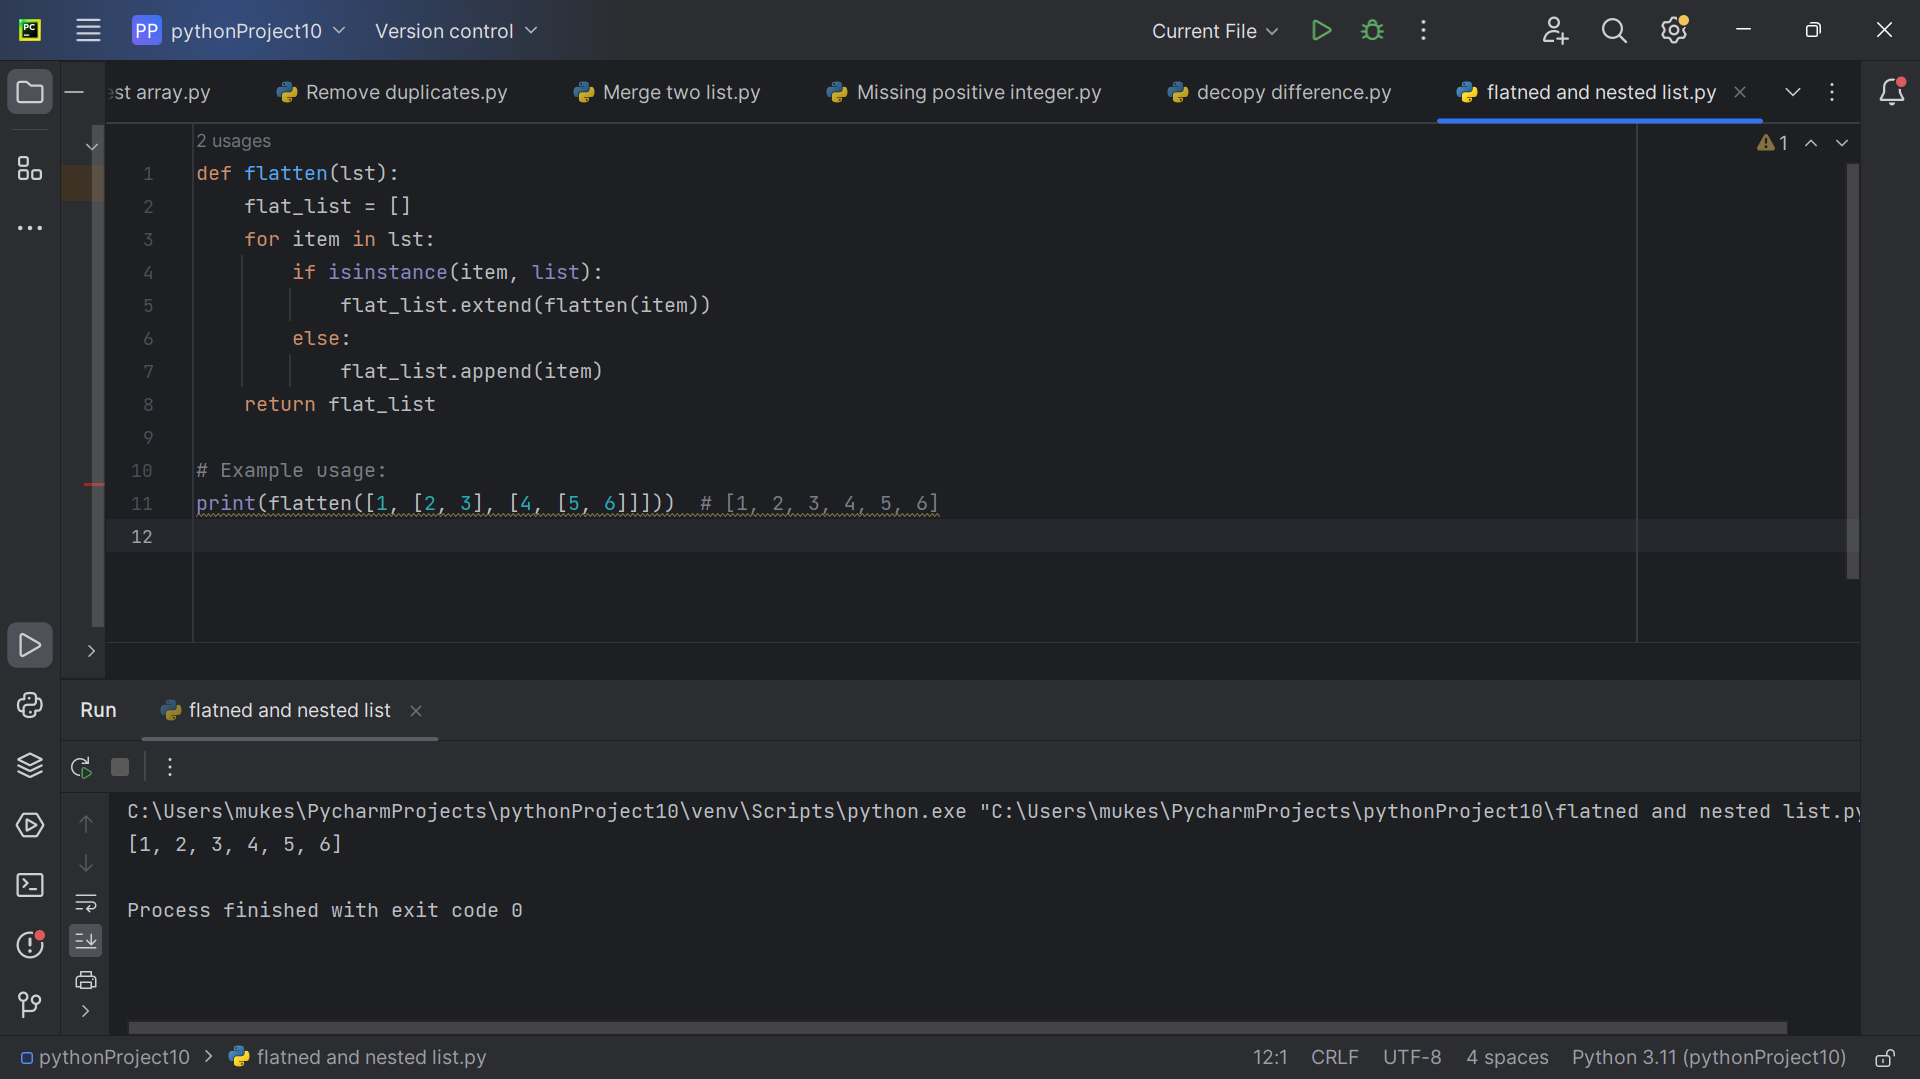 PC
PP pythonProject10 Version control Current File
est array.py Remove duplicates.py Merge two list.py Missing positive integer.py decopy difference.py flatned and nested list.py
2 usages 1
1 def flatten(lst):
2 flat_list = []
3 for item in lst:
4 if isinstance(item, list):
5 flat_list.extend(flatten(item))
6 else:
7 flat_list.append(item)
8 return flat_list
9
10 # Example usage:
11 print(flatten([1, [2, 3], [4, [5, 6]]])) # [1, 2, 3, 4, 5, 6]
12
Run flatned and nested list
C:\Users\mukes\PycharmProjects\pythonProject10\venv\Scripts\python.exe "C:\Users\mukes\PycharmProjects\pythonProject10\flatned and nested list.py
[1, 2, 3, 4, 5, 6]
Process finished with exit code 0
pythonProject10 > flatned and nested list.py 12:1 CRLF UTF-8 4 spaces Python 3.11 (pythonProject10)